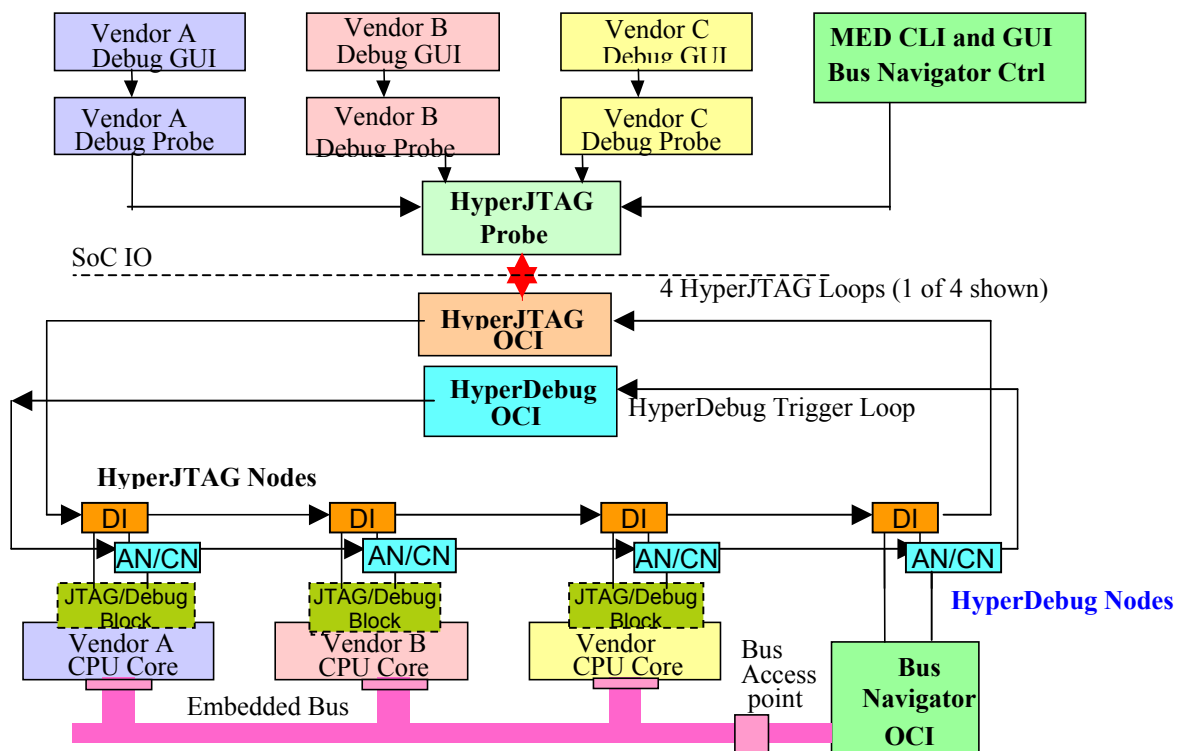 Vendor A
Debug GUI
Vendor B
Debug GUI
Vendor C
Debug GUI
MED CLI and GUI
Bus Navigator Ctrl
Vendor A
Debug Probe
Vendor B
Debug Probe
Vendor C
Debug Probe
HyperJTAG
Probe
SoC IO
4 HyperJTAG Loops (1 of 4 shown)
HyperJTAG
OCI
HyperDebug
OCI
HyperDebug Trigger Loop
HyperJTAG Nodes
DI
DI
DI
DI
AN/CN
AN/CN
AN/CN
AN/CN
JTAG/Debug
Block
JTAG/Debug
Block
JTAG/Debug
Block
HyperDebug Nodes
Vendor A
CPU Core
Vendor B
CPU Core
Vendor
CPU Core
Bus
Access
point
Bus
Navigator
OCI
Embedded Bus